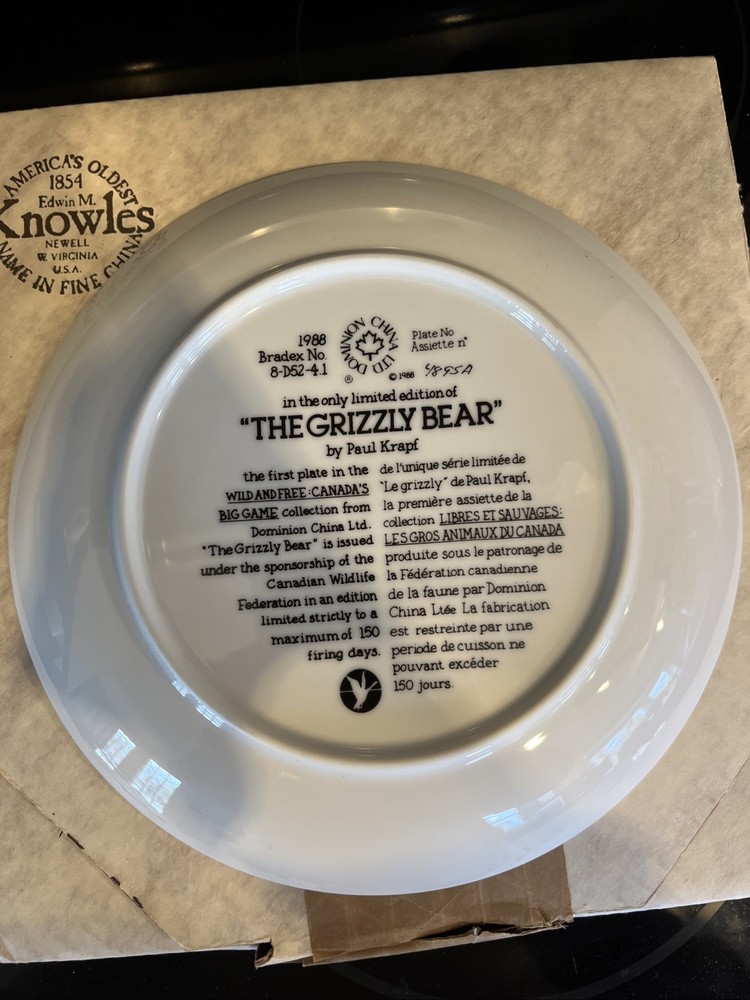 AMERICA'S OLDEST
1854
Edwin M.
Knowles
NEWELL
W. VIRGINIA
U.S.A.
NAME IN FINE CHINA
1988
Bradex No.
8-D52-4.1
DOMINION CHINA LTD
®
© 1988
Plate No
Assiette n°
in the only limited edition of
"THE GRIZZLY BEAR"
by Paul Krapf
the first plate in the
WILD AND FREE: CANADA'S
BIG GAME collection from
Dominion China Ltd.
"The Grizzly Bear" is issued
under the sponsorship of the
Canadian Wildlife
Federation in an edition
limited strictly to a
maximum of 150
firing days.
de l'unique série limitée de
"Le grizzly" de Paul Krapf,
la première assiette de la
collection LIBRES ET SAUVAGES:
LES GROS ANIMAUX DU CANADA
produite sous le patronage de
la Fédération canadienne
de la faune par Dominion
China Ltée La fabrication
est restreinte par une
periode de cuisson ne
pouvant excéder
150 jours.